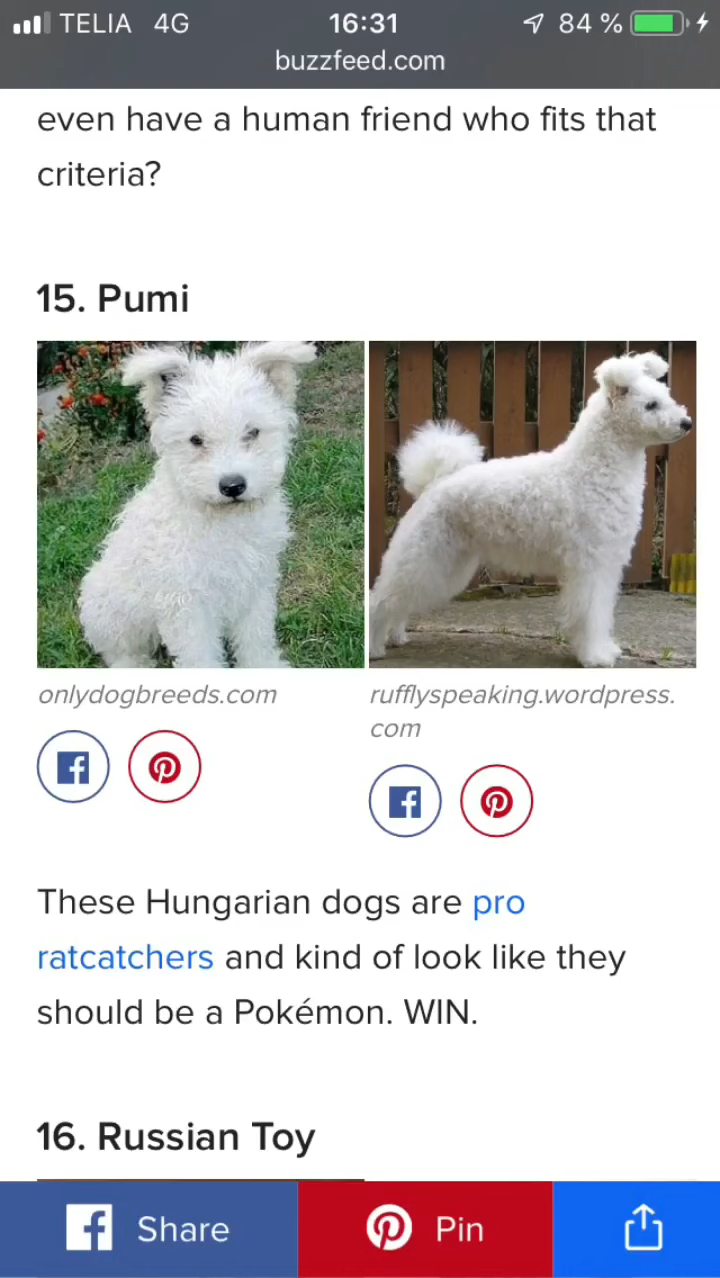 TELIA 4G 16:31 84 %
buzzfeed.com
even have a human friend who fits that
criteria?
15. Pumi
onlydogbreeds.com
rufflyspeaking.wordpress.
com
These Hungarian dogs are pro
ratcatchers and kind of look like they
should be a Pokémon. WIN.
16. Russian Toy
Share Pin